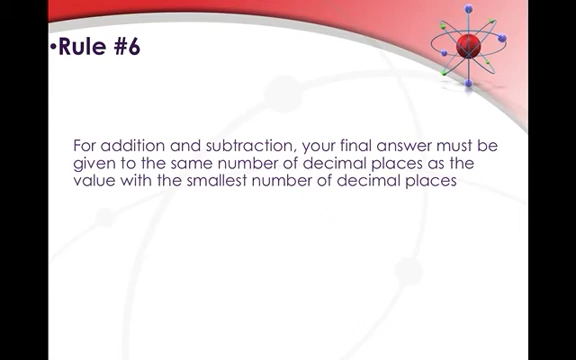 •Rule #6
For addition and subtraction, your final answer must be
given to the same number of decimal places as the
value with the smallest number of decimal places